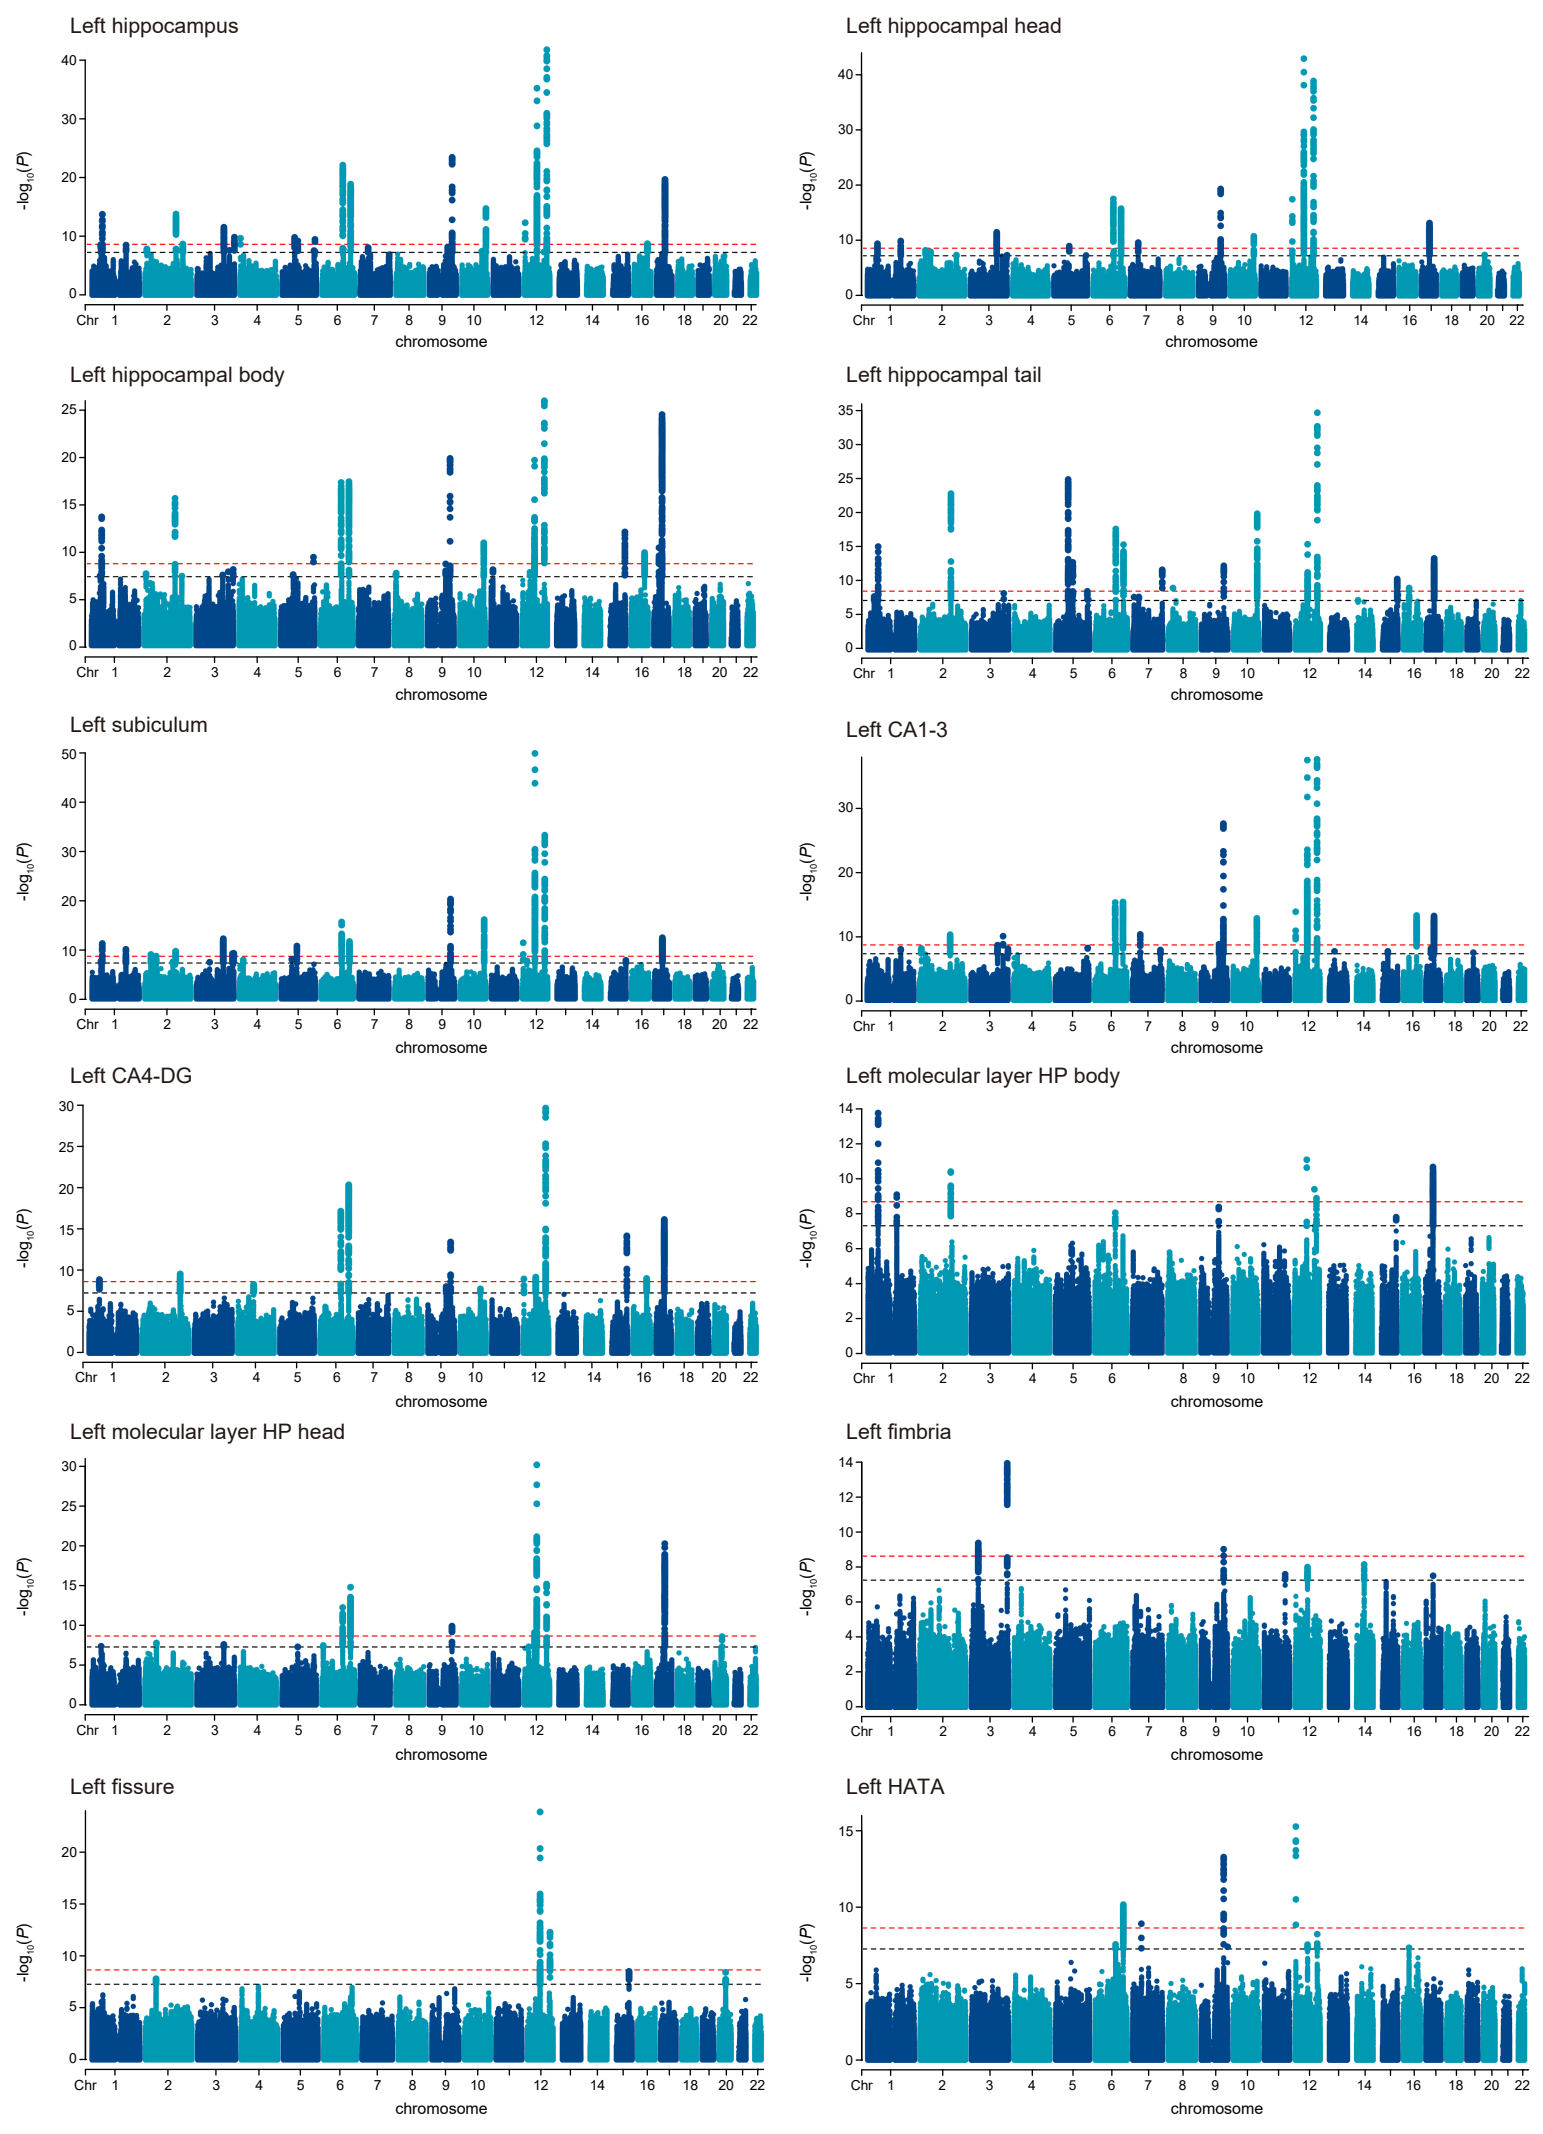 Left hippocampus
40
30
20
10
0
-log10(P)
Chr 1 2 3 4 5 6 7 8 9 10 12 14 16 18 20 22
chromosome
Left hippocampal head
40
30
20
10
0
-log10(P)
Chr 1 2 3 4 5 6 7 8 9 10 12 14 16 18 20 22
chromosome
Left hippocampal body
25
20
15
10
5
0
Chr 1 2 3 4 5 6 7 8 9 10 12 14 16 18 20 22
chromosome
Left hippocampal tail
35
30
25
20
15
10
5
0
Chr 1 2 3 4 5 6 7 8 9 10 12 14 16 18 20 22
chromosome
Left subiculum
50
40
30
20
10
0
-log10(P)
Chr 1 2 3 4 5 6 7 8 9 10 12 14 16 18 20 22
chromosome
Left CA1-3
30
20
10
0
-log10(P)
Chr 1 2 3 4 5 6 7 8 9 10 12 14 16 18 20 22
chromosome
Left CA4-DG
30
25
20
15
10
5
0
-log10(P)
Chr 1 2 3 4 5 6 7 8 9 10 12 14 16 18 20 22
chromosome
Left molecular layer HP body
14
12
10
8
6
4
2
0
-log10(P)
Chr 1 2 3 4 5 6 7 8 9 10 12 14 16 18 20 22
chromosome
Left molecular layer HP head
30
25
20
15
10
5
0
-log10(P)
Chr 1 2 3 4 5 6 7 8 9 10 12 14 16 18 20 22
chromosome
Left fimbria
14
12
10
8
6
4
2
0
-log10(P)
Chr 1 2 3 4 5 6 7 8 9 10 12 14 16 18 20 22
chromosome
Left fissure
20
15
10
5
0
-log10(P)
Chr 1 2 3 4 5 6 7 8 9 10 12 14 16 18 20 22
chromosome
Left HATA
15
10
5
0
-log10(P)
Chr 1 2 3 4 5 6 7 8 9 10 12 14 16 18 20 22
chromosome